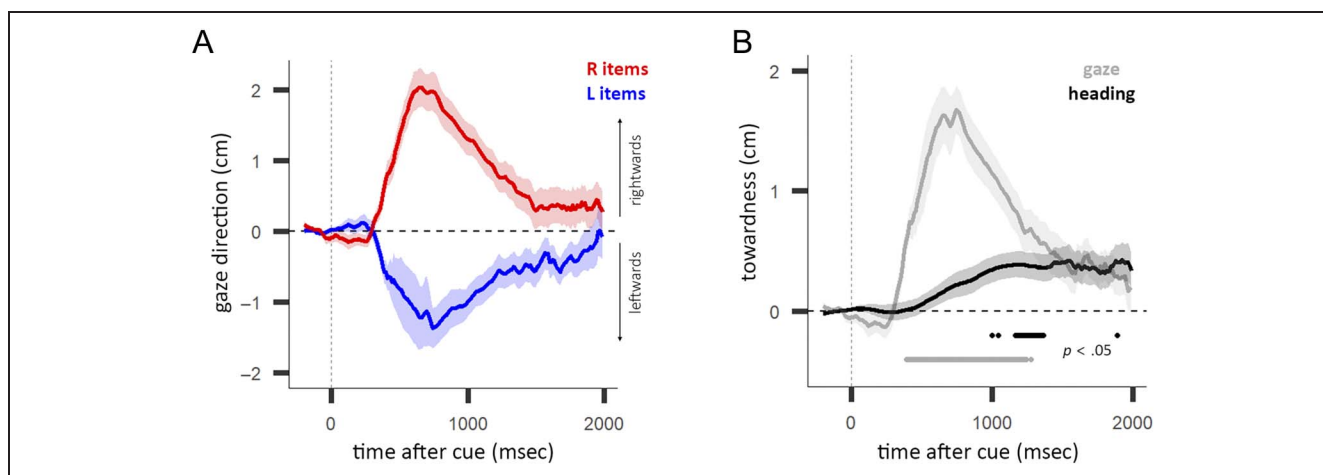 A
R items
L items
gaze direction (cm)
2
1
0
−1
−2
rightwards
leftwards
0
1000
2000
time after cue (msec)
B
gaze
heading
towardness (cm)
2
1
0
p < .05
0
1000
2000
time after cue (msec)